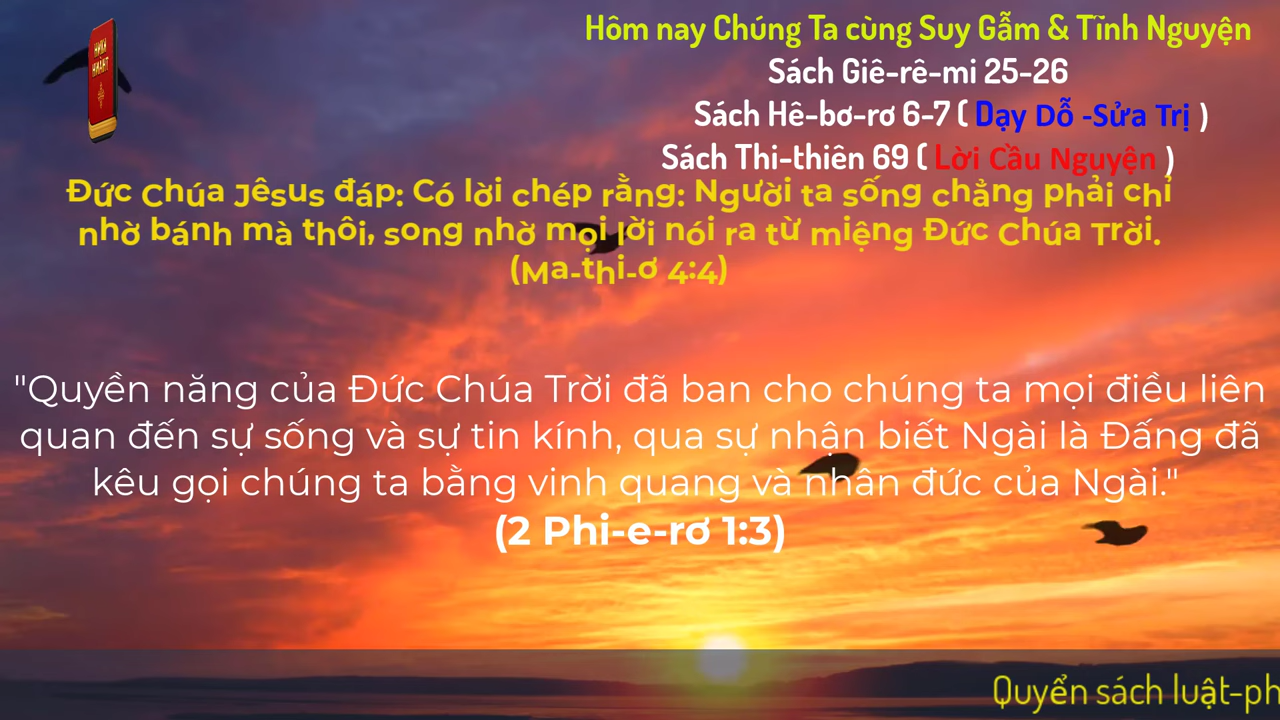 Hôm nay Chúng Ta cùng Suy Gẫm & Tĩnh Nguyện
Sách Giê-rê-mi 25-26
Sách Hê-bơ-rơ 6-7 ( Dạy Dỗ -Sửa Trị )
Sách Thi-thiên 69 ( Lời Cầu Nguyện )
Đức Chúa Jêsus đáp: Có lời chép rằng: Người ta sống chẳng phải chỉ
nhờ bánh mà thôi, song nhờ mọi lời nói ra từ miệng Đức Chúa Trời.
(Ma-thi-ơ 4:4)
"Quyền năng của Đức Chúa Trời đã ban cho chúng ta mọi điều liên
quan đến sự sống và sự tin kính, qua sự nhận biết Ngài là Đấng đã
kêu gọi chúng ta bằng vinh quang và nhân đức của Ngài."
(2 Phi-e-rơ 1:3)
Quyển sách luật-ph